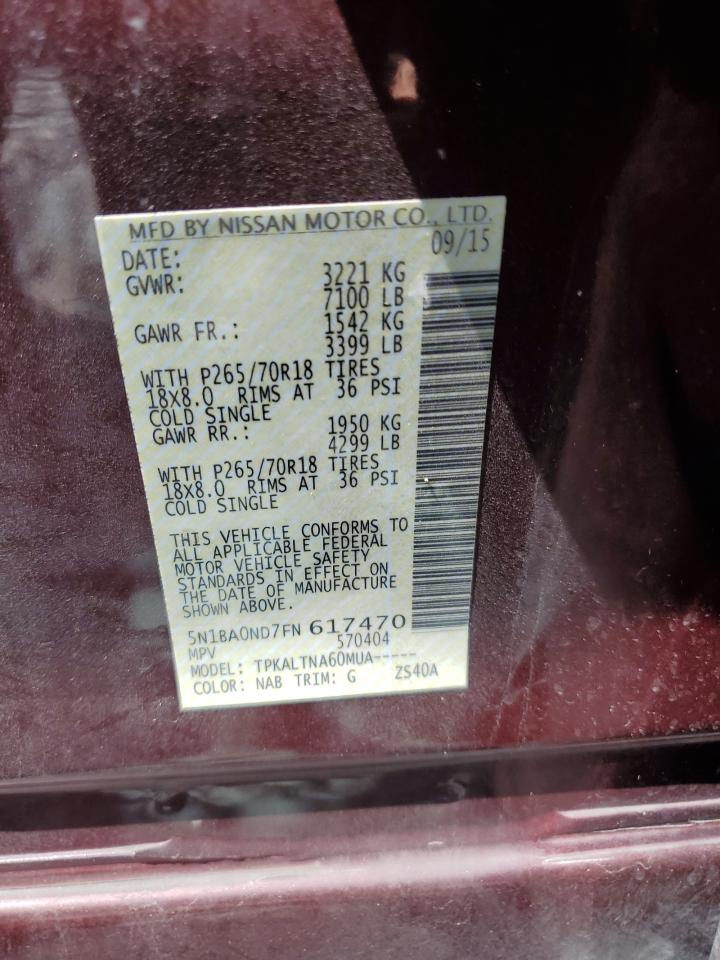 MFD BY NISSAN MOTOR CO., LTD.
DATE: 09/15
GVWR: 3221 KG
7100 LB
GAWR FR.: 1542 KG
3399 LB
WITH P265/70R18 TIRES
18X8.0 RIMS AT 36 PSI
COLD SINGLE
GAWR RR.: 1950 KG
4299 LB
WITH P265/70R18 TIRES
18X8.0 RIMS AT 36 PSI
COLD SINGLE
THIS VEHICLE CONFORMS TO
ALL APPLICABLE FEDERAL
MOTOR VEHICLE SAFETY
STANDARDS IN EFFECT ON
THE DATE OF MANUFACTURE
SHOWN ABOVE.
5N1BA0ND7FN 617470
MPV 570404
MODEL: TPKALTNA60MUA-----
COLOR: NAB TRIM: G ZS40A